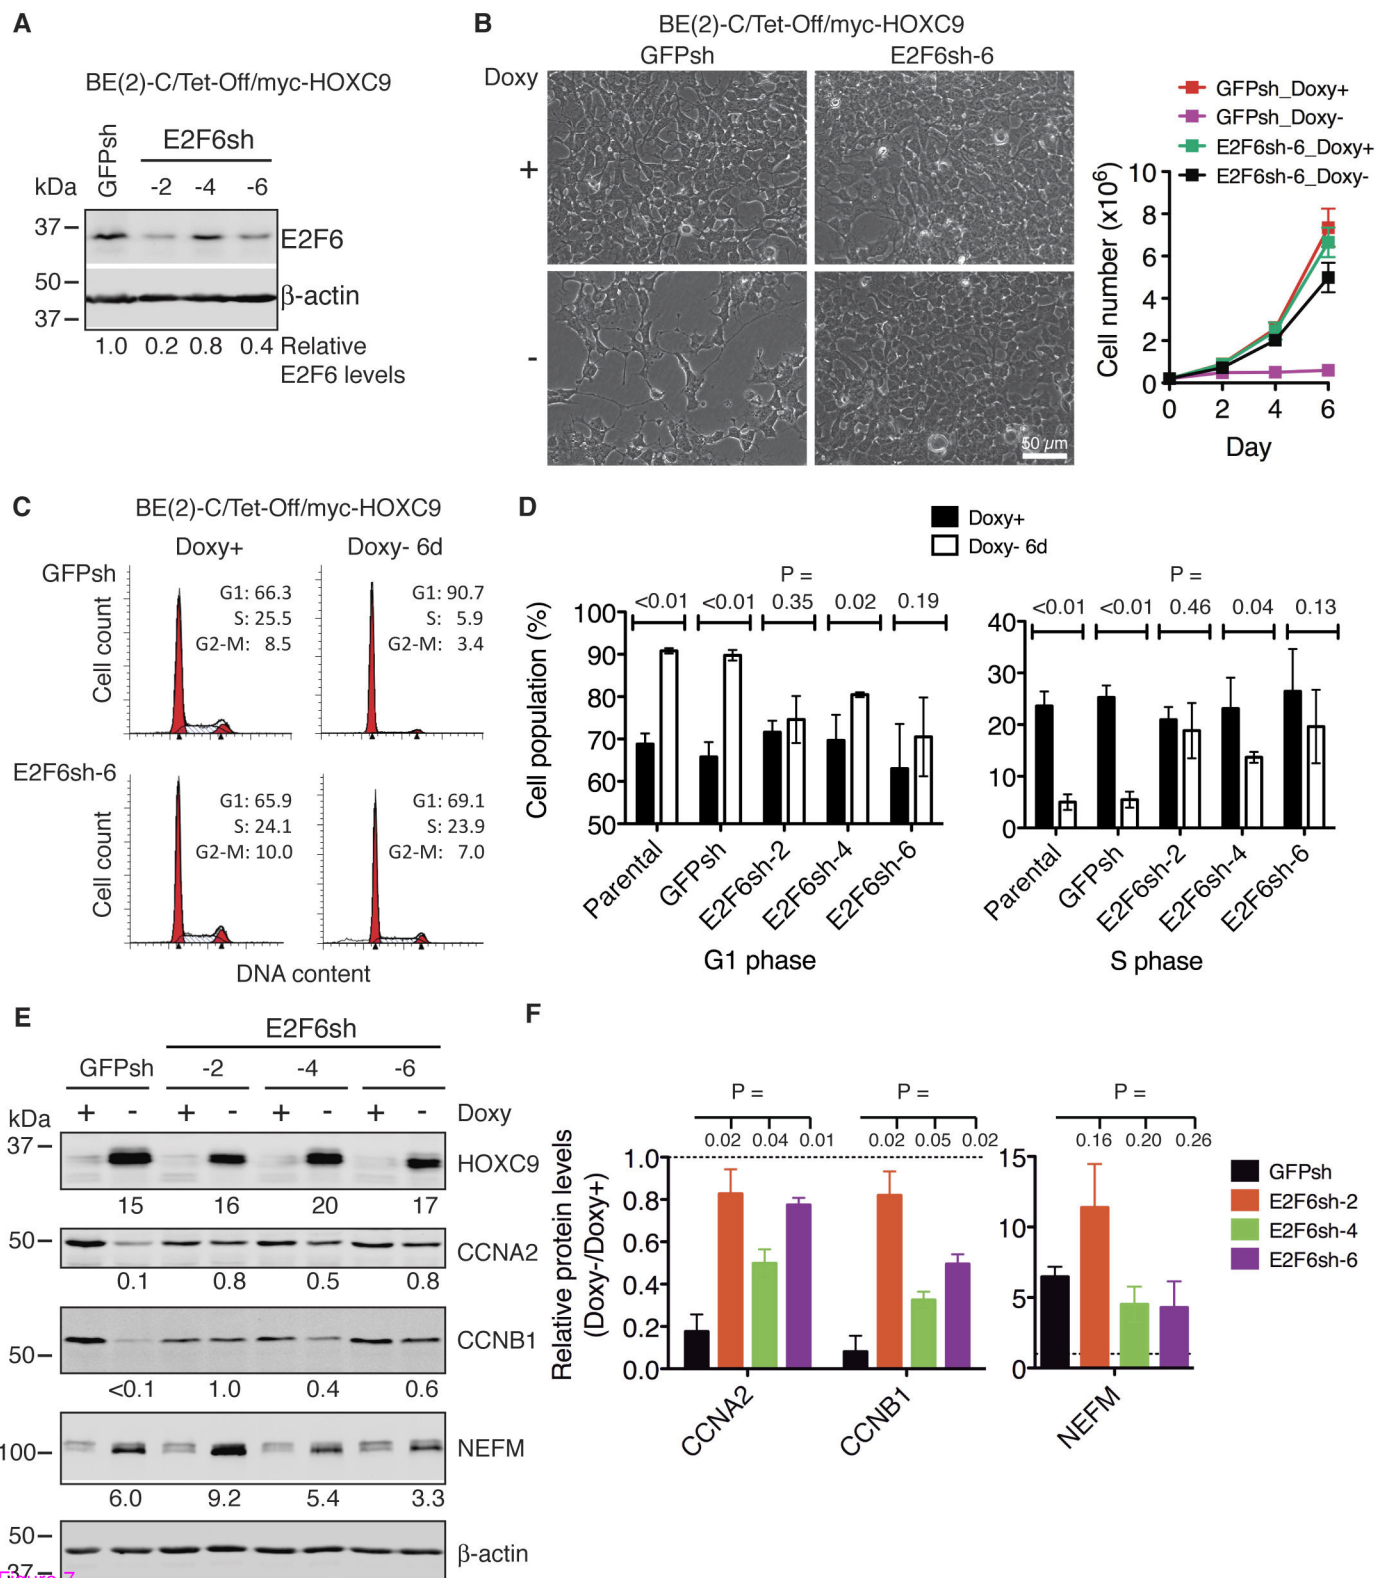 A
BE(2)-C/Tet-Off/myc-HOXC9
GFPsh
E2F6sh
kDa
-2 -4 -6
37
E2F6
50
β-actin
37
1.0 0.2 0.8 0.4 Relative
E2F6 levels
B
BE(2)-C/Tet-Off/myc-HOXC9
GFPsh E2F6sh-6
Doxy
+
-
50 µm
GFPsh_Doxy+
GFPsh_Doxy-
E2F6sh-6_Doxy+
E2F6sh-6_Doxy-
Cell number (x10⁶)
10
8
6
4
2
0
0 2 4 6
Day
C
BE(2)-C/Tet-Off/myc-HOXC9
Doxy+ Doxy- 6d
GFPsh
Cell count
G1: 66.3
S: 25.5
G2-M: 8.5
G1: 90.7
S: 5.9
G2-M: 3.4
E2F6sh-6
Cell count
G1: 65.9
S: 24.1
G2-M: 10.0
G1: 69.1
S: 23.9
G2-M: 7.0
DNA content
D
Doxy+
Doxy- 6d
P =
<0.01 <0.01 0.35 0.02 0.19
Cell population (%)
100
90
80
70
60
50
Parental
GFPsh
E2F6sh-2
E2F6sh-4
E2F6sh-6
G1 phase
P =
<0.01 <0.01 0.46 0.04 0.13
40
30
20
10
0
Parental
GFPsh
E2F6sh-2
E2F6sh-4
E2F6sh-6
S phase
E
E2F6sh
GFPsh -2 -4 -6
kDa
+ - + - + - + - Doxy
37
HOXC9
15 16 20 17
50
CCNA2
0.1 0.8 0.5 0.8
CCNB1
50
<0.1 1.0 0.4 0.6
NEFM
100
6.0 9.2 5.4 3.3
50
β-actin
37
Figure 7
F
P = P = P =
0.02 0.04 0.01
0.02 0.05 0.02
0.16 0.20 0.26
Relative protein levels
(Doxy-/Doxy+)
1.0
0.8
0.6
0.4
0.2
0.0
CCNA2
CCNB1
15
10
5
0
NEFM
GFPsh
E2F6sh-2
E2F6sh-4
E2F6sh-6